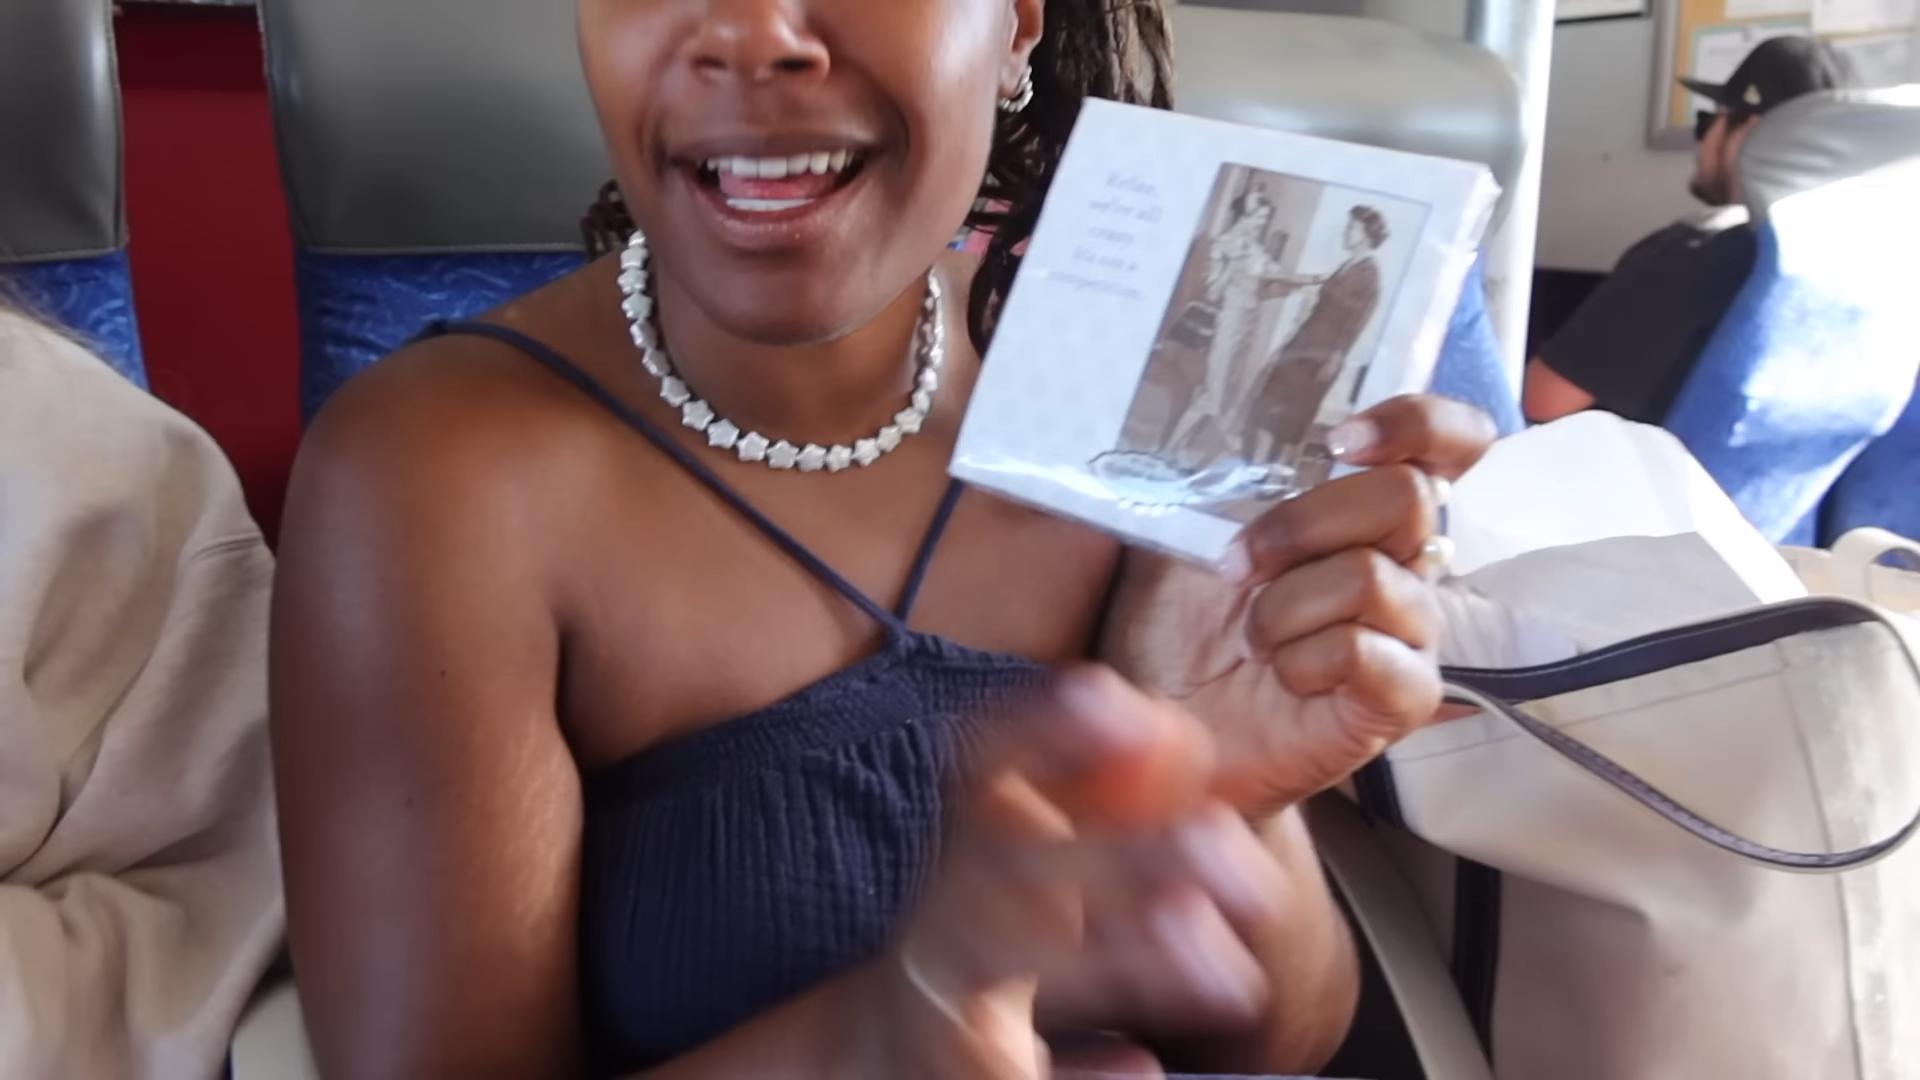 Relax,
we're all
crazy
It's not a
competition.